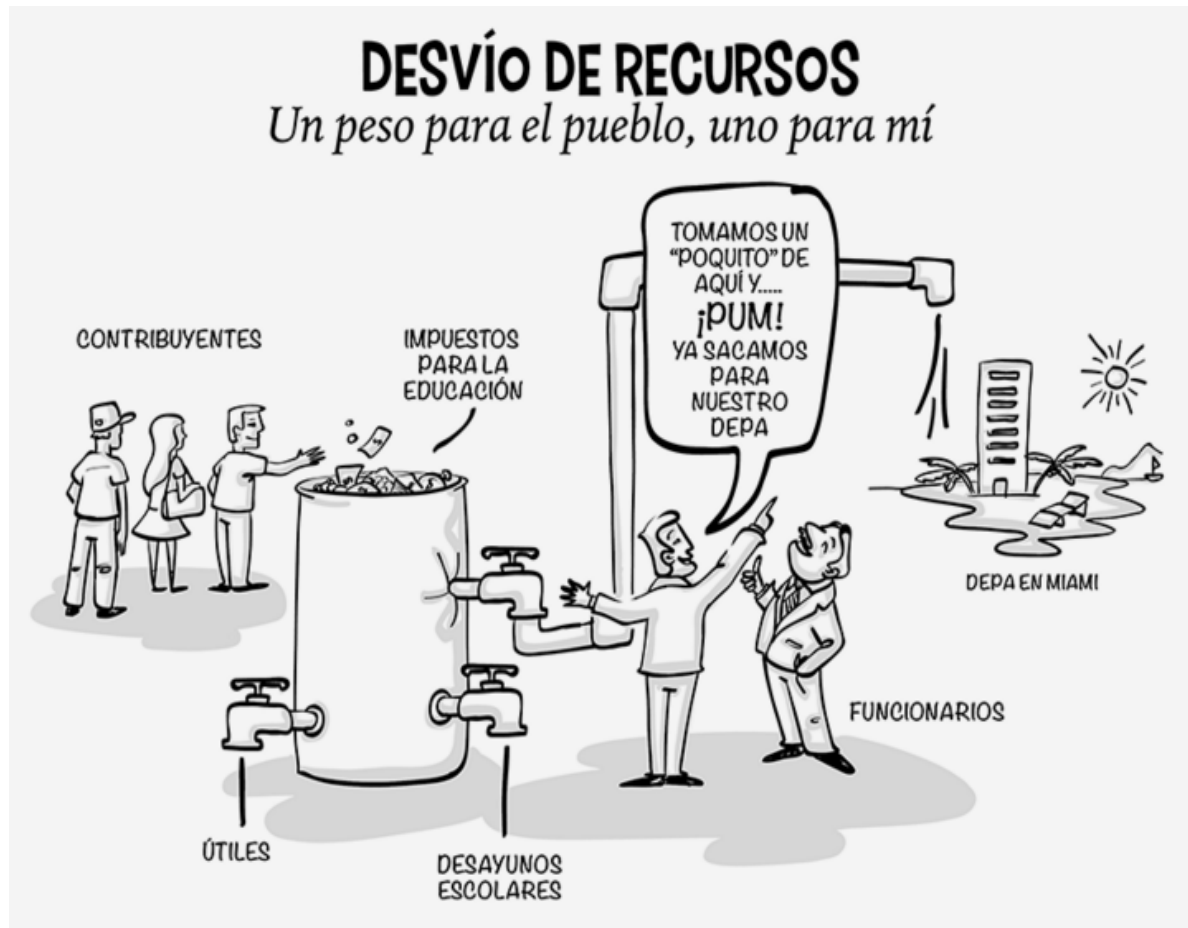 DESVÍO DE RECURSOS
Un peso para el pueblo, uno para mí
TOMAMOS UN
“POQUITO” DE
AQUÍ Y.....
¡PUM!
YA SACAMOS
PARA
NUESTRO
DEPA
CONTRIBUYENTES
IMPUESTOS
PARA LA
EDUCACIÓN
DEPA EN MIAMI
FUNCIONARIOS
ÚTILES
DESAYUNOS
ESCOLARES